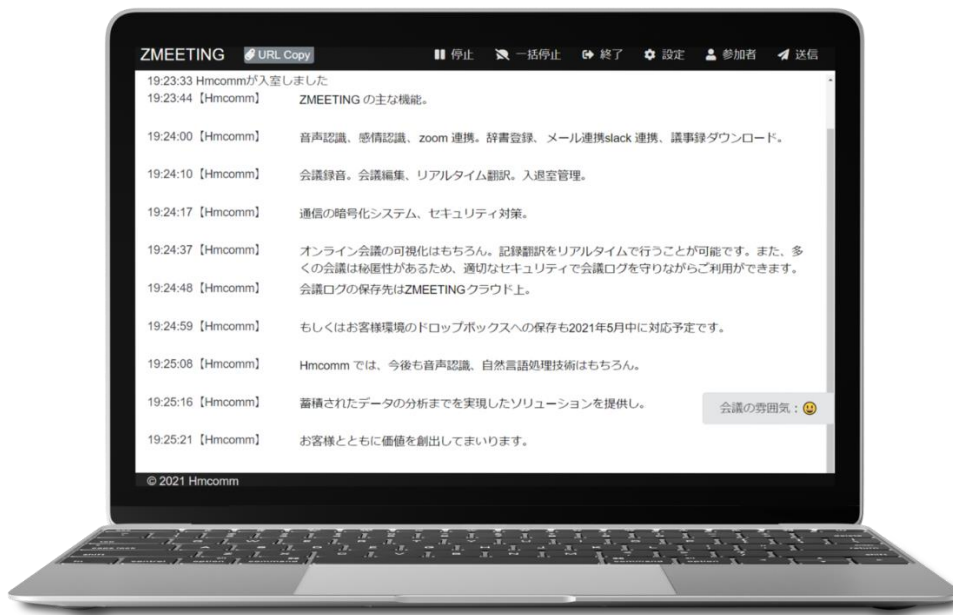 ZMEETING URL Copy 停止 一括停止 終了 設定 参加者 送信
19:23:33 Hmcommが入室しました
19:23:44【Hmcomm】 ZMEETING の主な機能。
19:24:00【Hmcomm】 音声認識、感情認識、zoom 連携。辞書登録、メール連携slack 連携、議事録ダウンロード。
19:24:10【Hmcomm】 会議録音。会議編集、リアルタイム翻訳。入退室管理。
19:24:17【Hmcomm】 通信の暗号化システム、セキュリティ対策。
19:24:37【Hmcomm】 オンライン会議の可視化はもちろん。記録翻訳をリアルタイムで行うことが可能です。また、多
くの会議は秘匿性があるため、適切なセキュリティで会議ログを守りながらご利用ができます。
19:24:48【Hmcomm】 会議ログの保存先はZMEETINGクラウド上。
19:24:59【Hmcomm】 もしくはお客様環境のドロップボックスへの保存も2021年5月中に対応予定です。
19:25:08【Hmcomm】 Hmcomm では、今後も音声認識、自然言語処理技術はもちろん。
19:25:16【Hmcomm】 蓄積されたデータの分析までを実現したソリューションを提供し。
会議の雰囲気：😀
19:25:21【Hmcomm】 お客様とともに価値を創出してまいります。
© 2021 Hmcomm